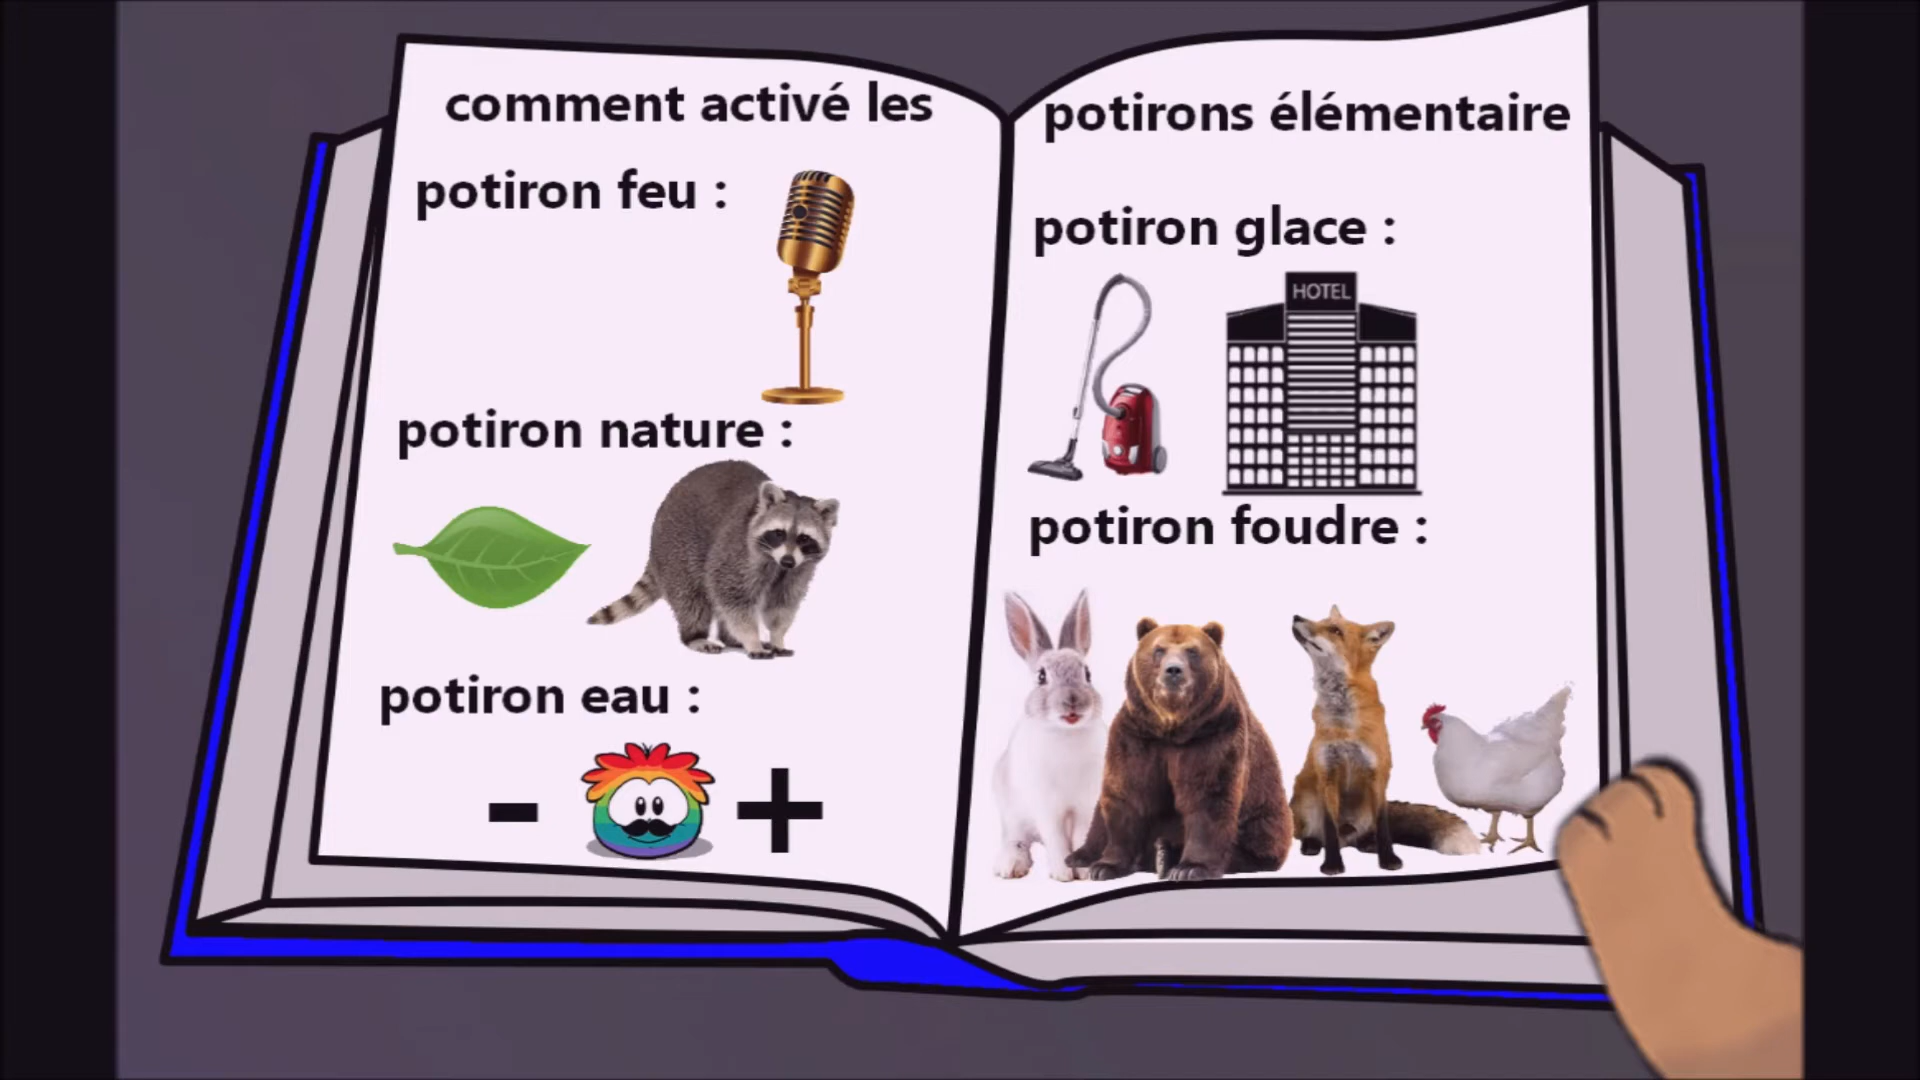 comment activé les
potiron feu :
potiron nature :
potiron eau :
- +
potirons élémentaire
potiron glace :
HOTEL
potiron foudre :